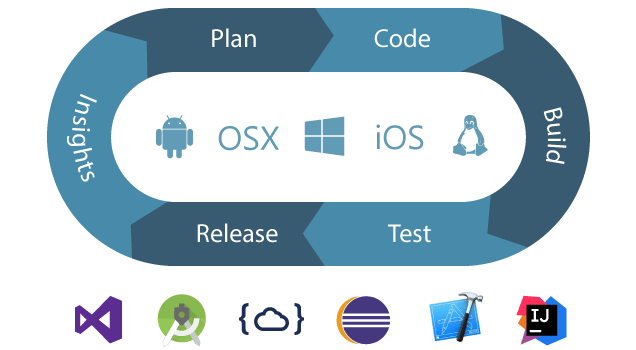 Plan
Code
Build
Test
Release
Insights
OSX
iOS
{ }
IJ